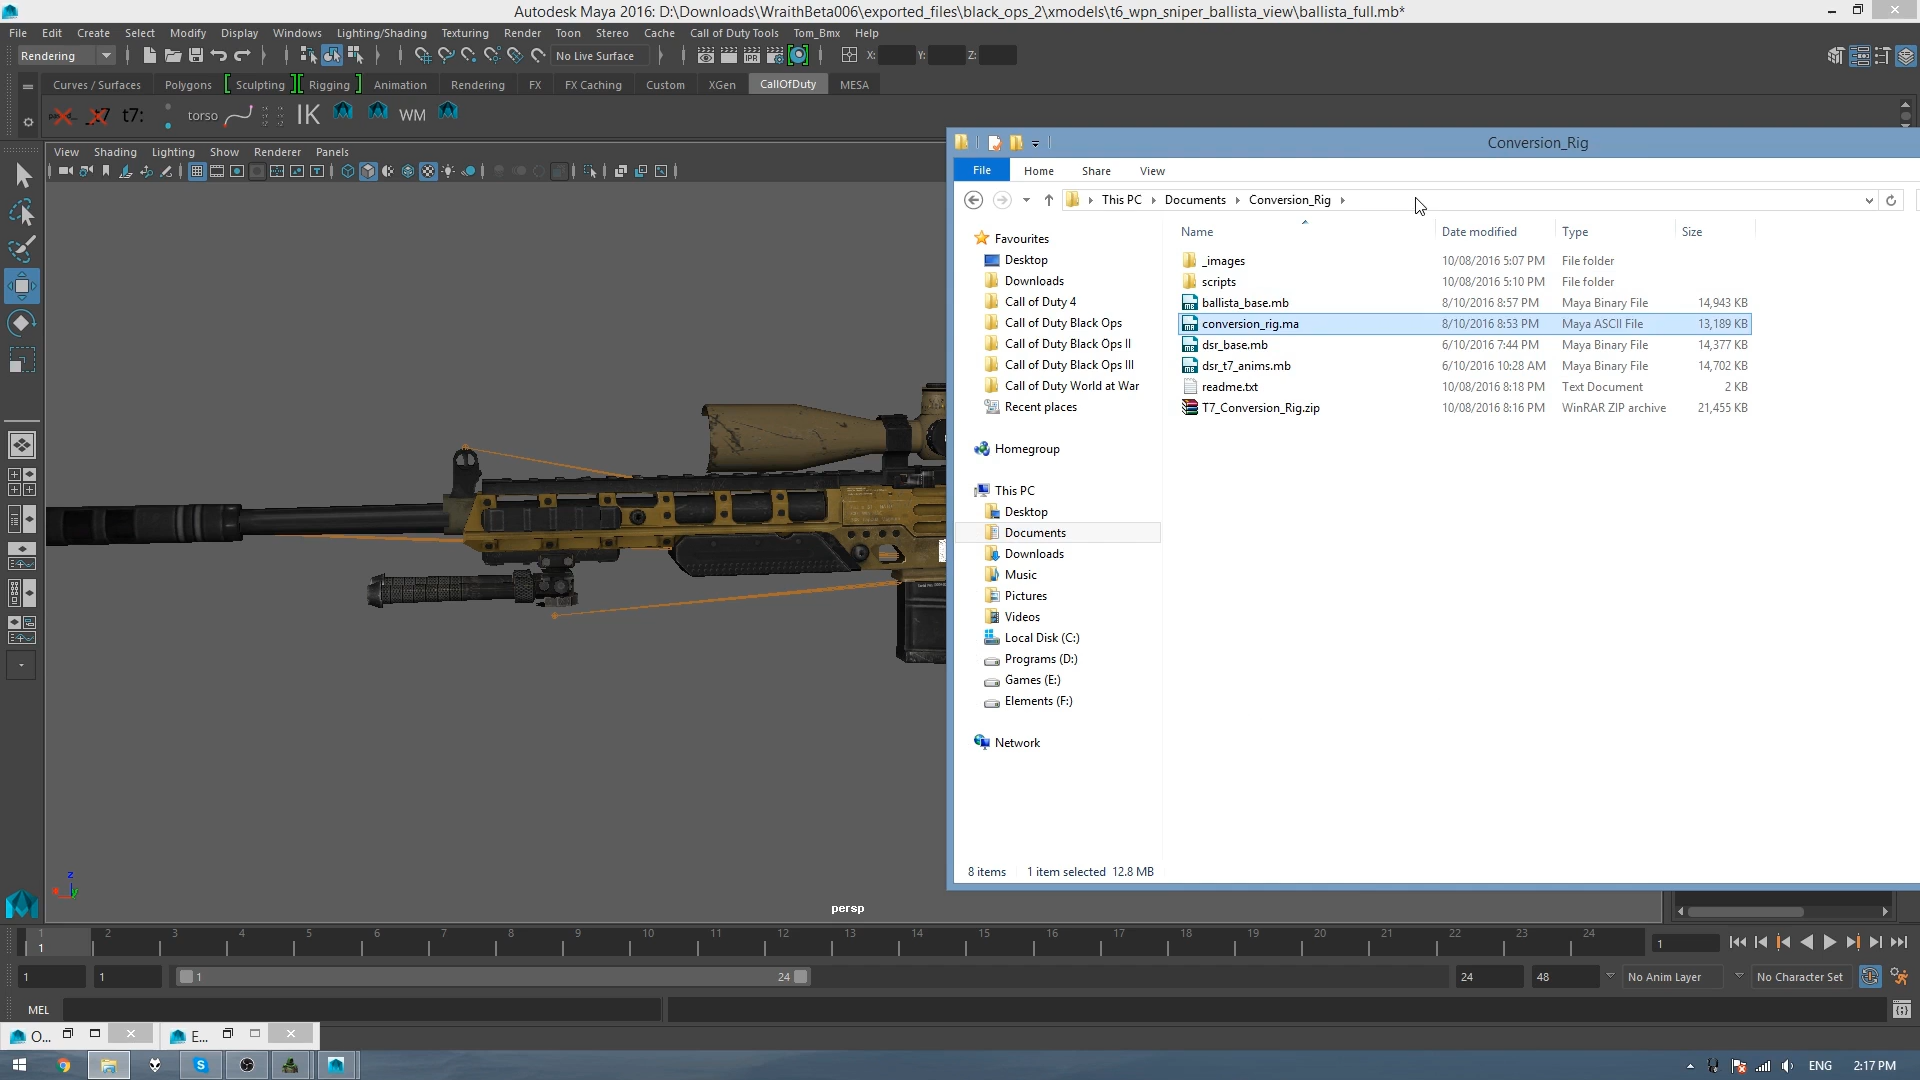 Autodesk Maya 2016: D:\Downloads\WraithBeta006\exported_files\black_ops_2\xmodels\t6_wpn_sniper_ballista_view\ballista_full.mb*
File Edit Create Select Modify Display Windows Lighting/Shading Texturing Render Toon Stereo Cache Call of Duty Tools Tom_Bmx Help
Rendering No Live Surface X: Y: Z:
Curves / Surfaces Polygons Sculpting Rigging Animation Rendering FX FX Caching Custom XGen CallOfDuty MESA
t7: torso IK WM
View Shading Lighting Show Renderer Panels
Conversion_Rig
File Home Share View
This PC Documents Conversion_Rig
Name Date modified Type Size
_images 10/08/2016 5:07 PM File folder
scripts 10/08/2016 5:10 PM File folder
ballista_base.mb 8/10/2016 8:57 PM Maya Binary File 14,943 KB
conversion_rig.ma 8/10/2016 8:53 PM Maya ASCII File 13,189 KB
dsr_base.mb 6/10/2016 7:44 PM Maya Binary File 14,377 KB
dsr_t7_anims.mb 6/10/2016 10:28 AM Maya Binary File 14,702 KB
readme.txt 10/08/2016 8:18 PM Text Document 2 KB
T7_Conversion_Rig.zip 10/08/2016 8:16 PM WinRAR ZIP archive 21,455 KB
Favourites
Desktop
Downloads
Call of Duty 4
Call of Duty Black Ops
Call of Duty Black Ops II
Call of Duty Black Ops III
Call of Duty World at War
Recent places
Homegroup
This PC
Desktop
Documents
Downloads
Music
Pictures
Videos
Local Disk (C:)
Programs (D:)
Games (E:)
Elements (F:)
Network
8 items 1 item selected 12.8 MB
z
persp
1 2 3 4 5 6 7 8 9 10 11 12 13 14 15 16 17 18 19 20 21 22 23 24
1 1
1 1 1 24 24 48 No Anim Layer No Character Set
MEL
O... E...
ENG 2:17 PM